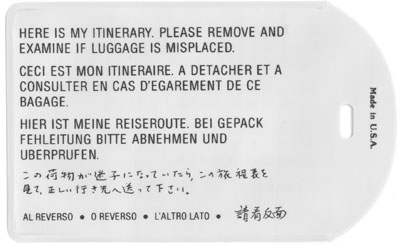 HERE IS MY ITINERARY. PLEASE REMOVE AND
EXAMINE IF LUGGAGE IS MISPLACED.
CECI EST MON ITINERAIRE. A DETACHER ET A
CONSULTER EN CAS D'EGAREMENT DE CE
BAGAGE.
HIER IST MEINE REISEROUTE. BEI GEPACK
FEHLEITUNG BITTE ABNEHMEN UND
UBERPRUFEN.
この荷物が迷子になっていたら、この旅程表を
見て、正しい行き先へ送って下さい。
AL REVERSO • O REVERSO • L'ALTRO LATO • 請看反面
Made in U.S.A.